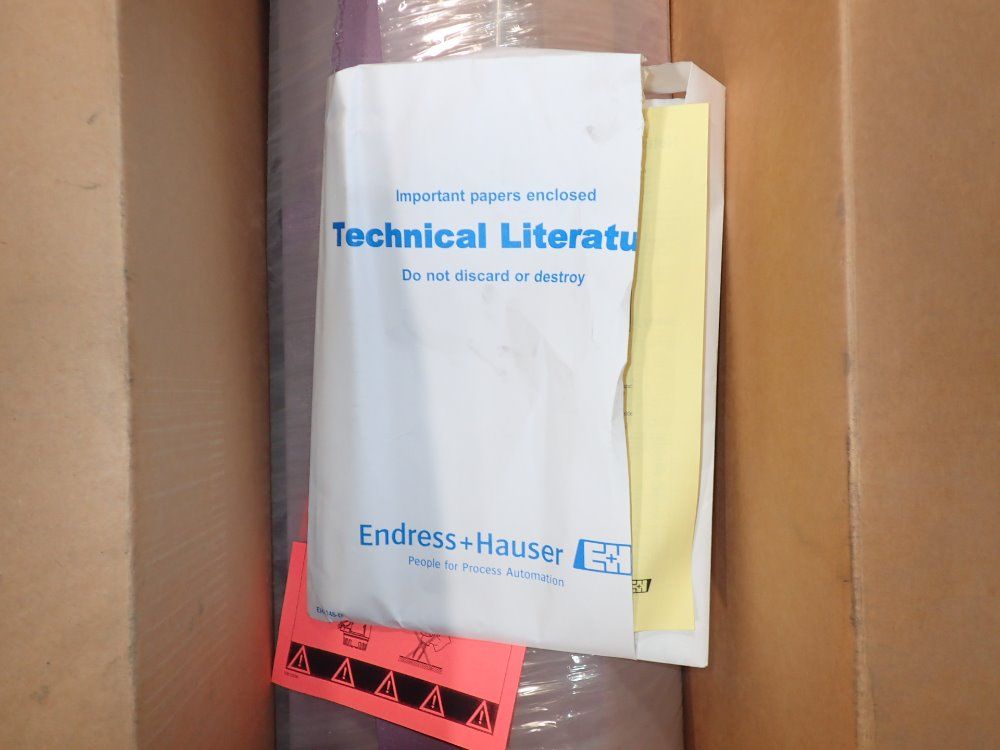 Important papers enclosed
Technical Literatu
Do not discard or destroy
Endress+Hauser
E+H
People for Process Automation